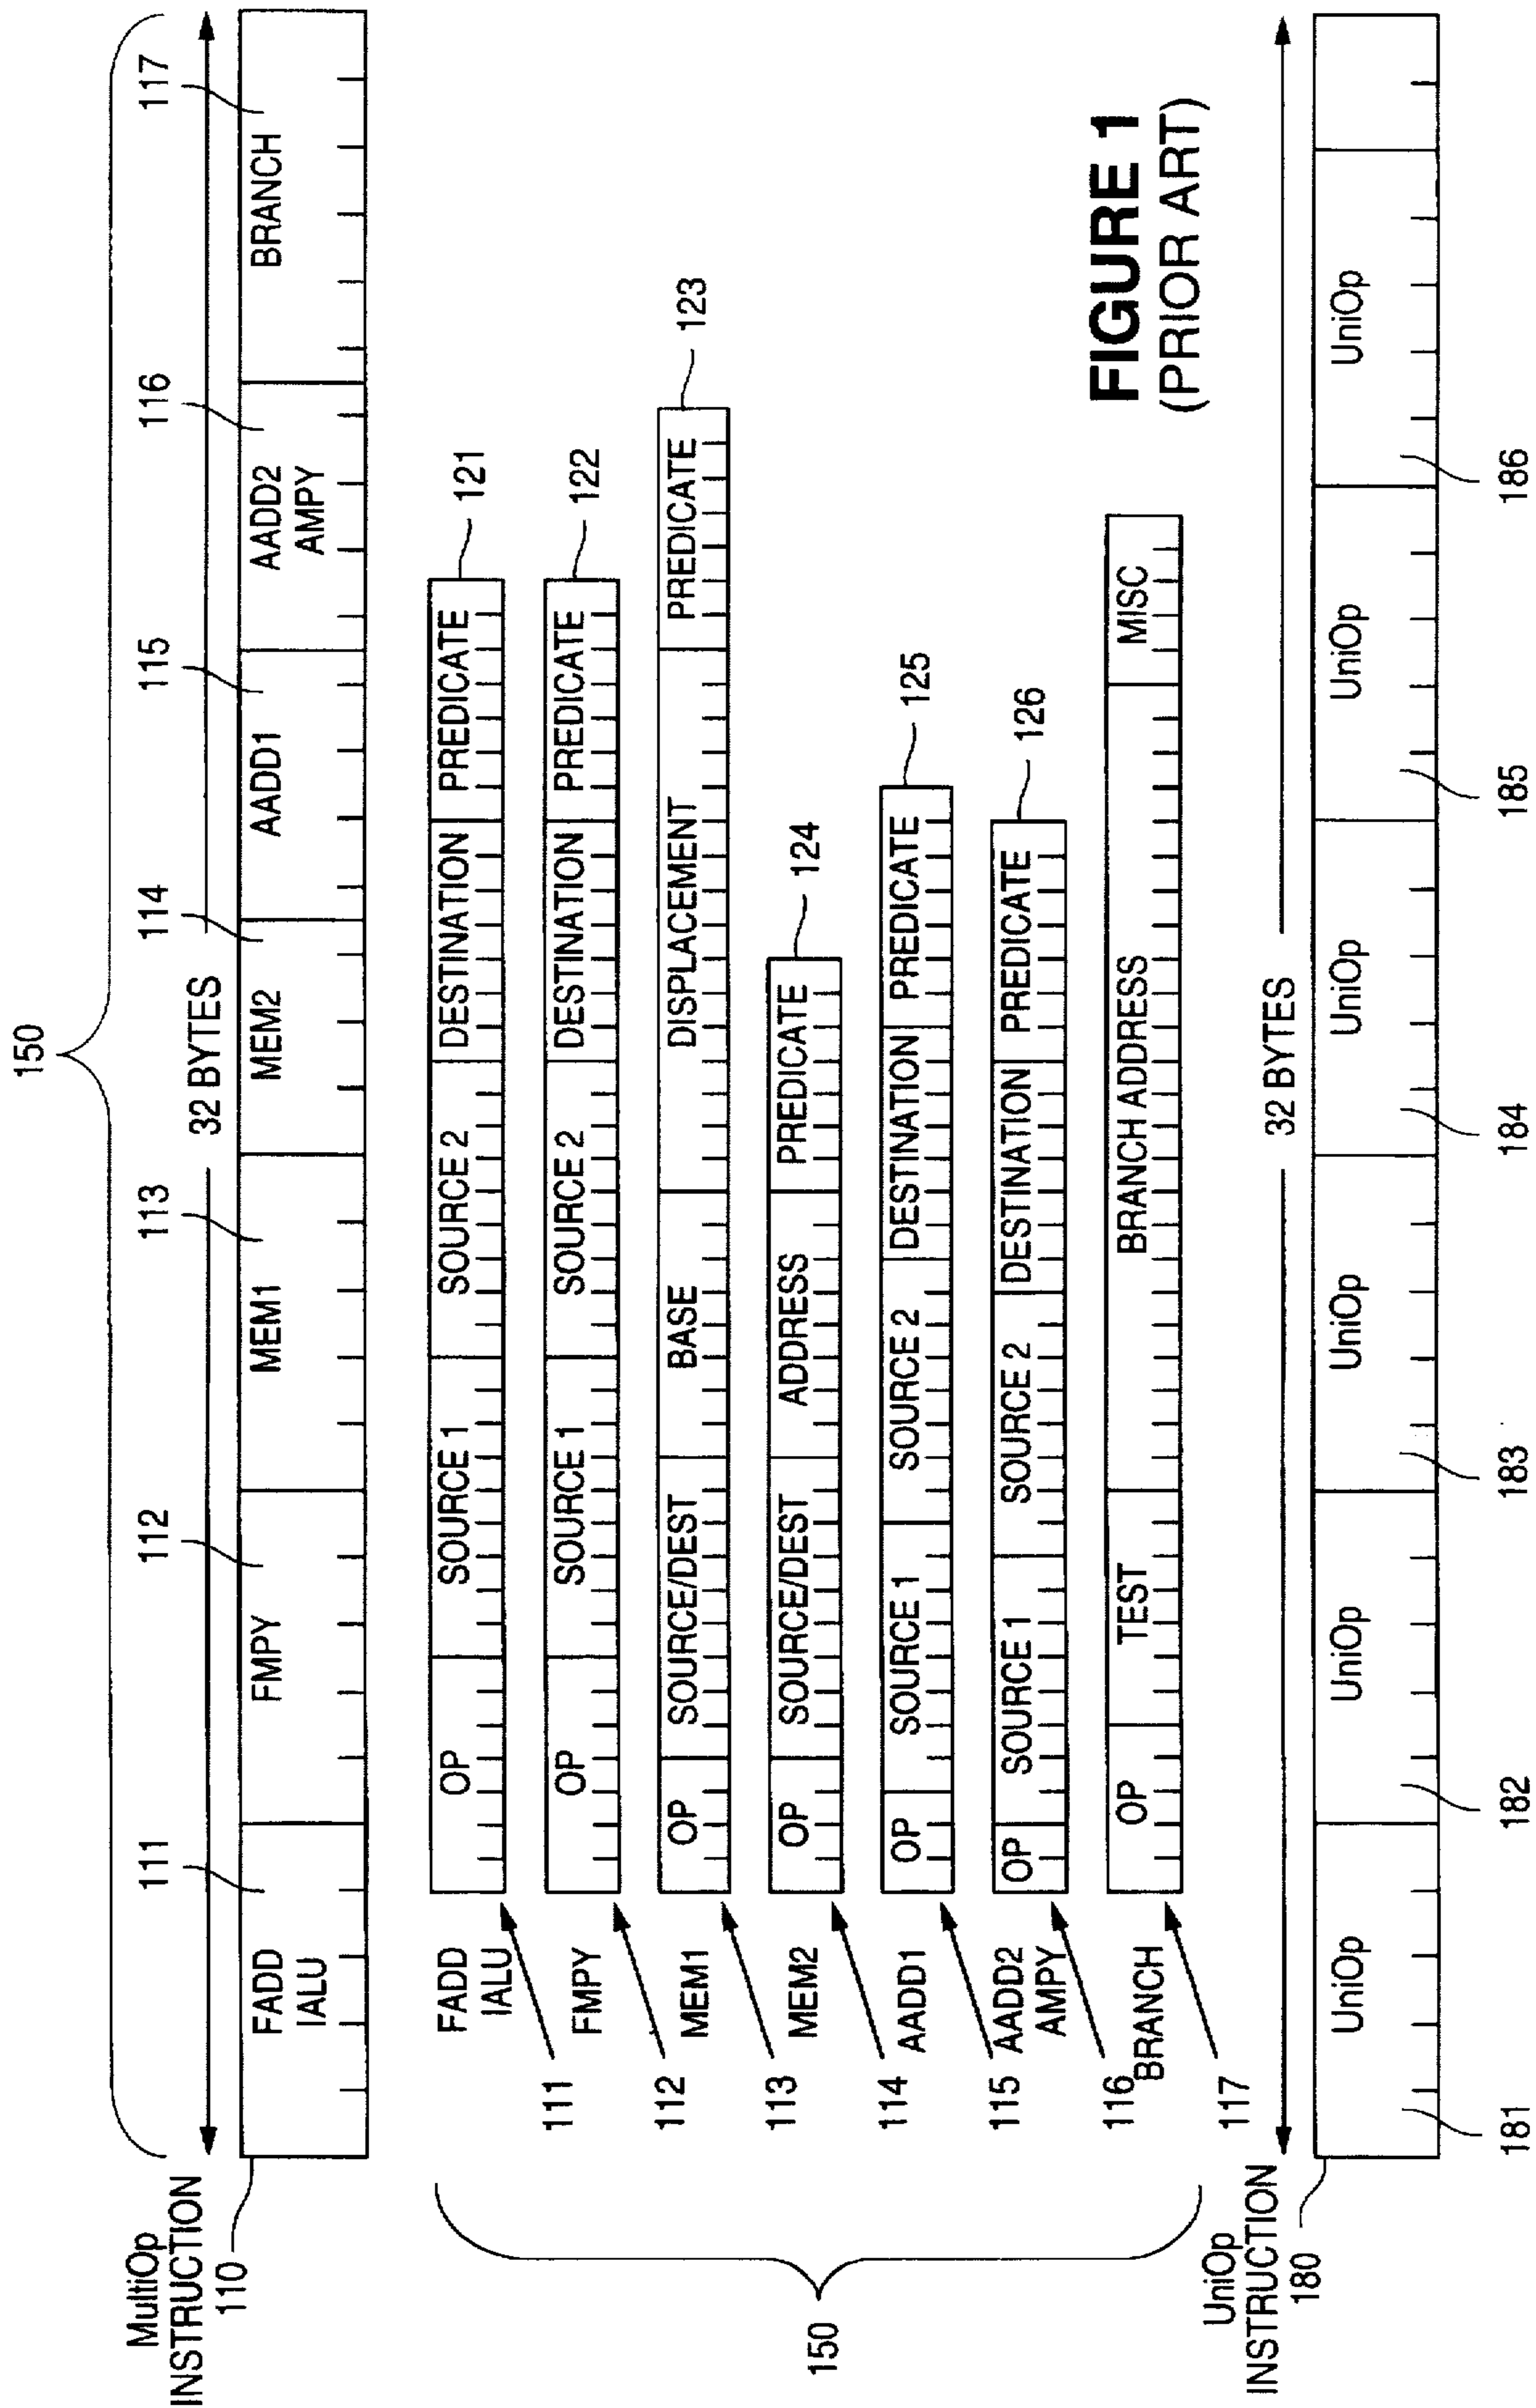 150
MultiOp
INSTRUCTION
110
32 BYTES
111
112
113
114
115
116
117
FADD
IALU
FMPY
MEM1
MEM2
AADD1
AADD2
AMPY
BRANCH
150
FADD
IALU
111
OP
SOURCE 1
SOURCE 2
DESTINATION
PREDICATE
121
FMPY
112
OP
SOURCE 1
SOURCE 2
DESTINATION
PREDICATE
122
MEM1
113
OP
SOURCE/DEST
BASE
DISPLACEMENT
PREDICATE
123
MEM2
114
OP
SOURCE/DEST
ADDRESS
PREDICATE
124
AADD1
115
OP
SOURCE 1
SOURCE 2
DESTINATION
PREDICATE
125
AADD2
AMPY
116
OP
SOURCE 1
SOURCE 2
DESTINATION
PREDICATE
126
BRANCH
117
OP
TEST
BRANCH ADDRESS
MISC
FIGURE 1
(PRIOR ART)
UniOp
INSTRUCTION
180
32 BYTES
UniOp
UniOp
UniOp
UniOp
UniOp
UniOp
181
182
183
184
185
186